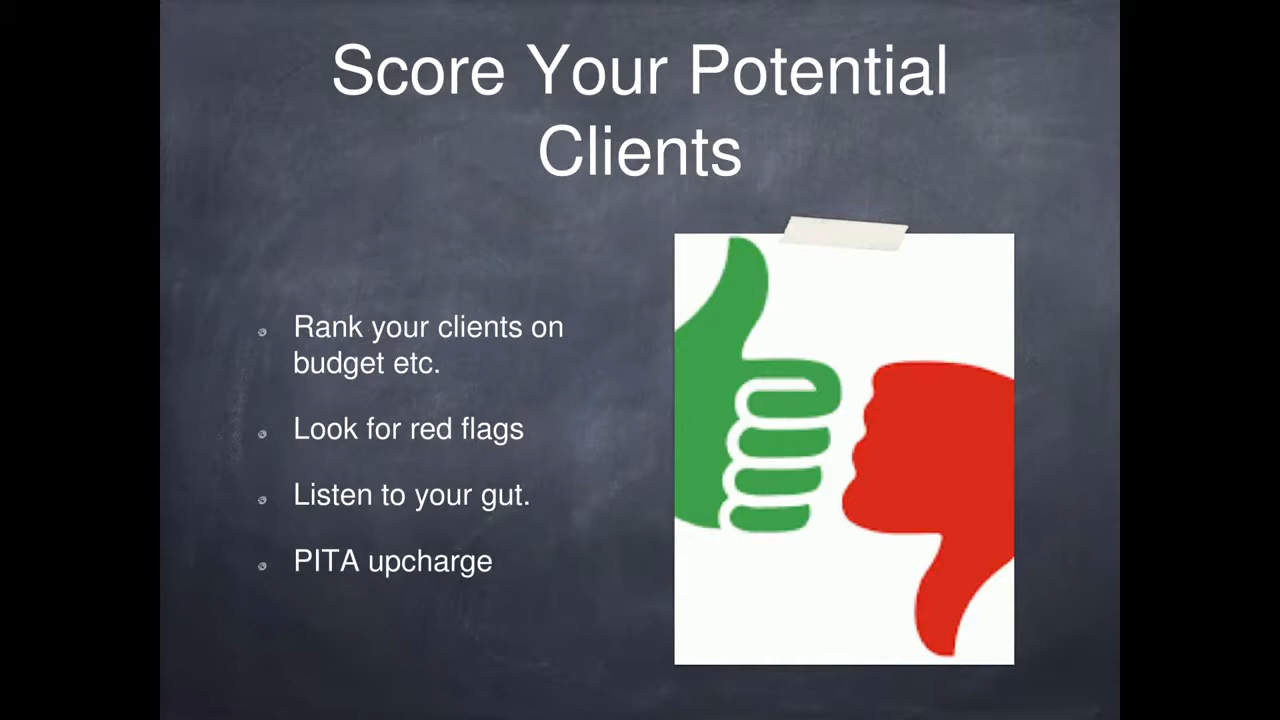 Score Your Potential
Clients
Rank your clients on
budget etc.
Look for red flags
Listen to your gut.
PITA upcharge